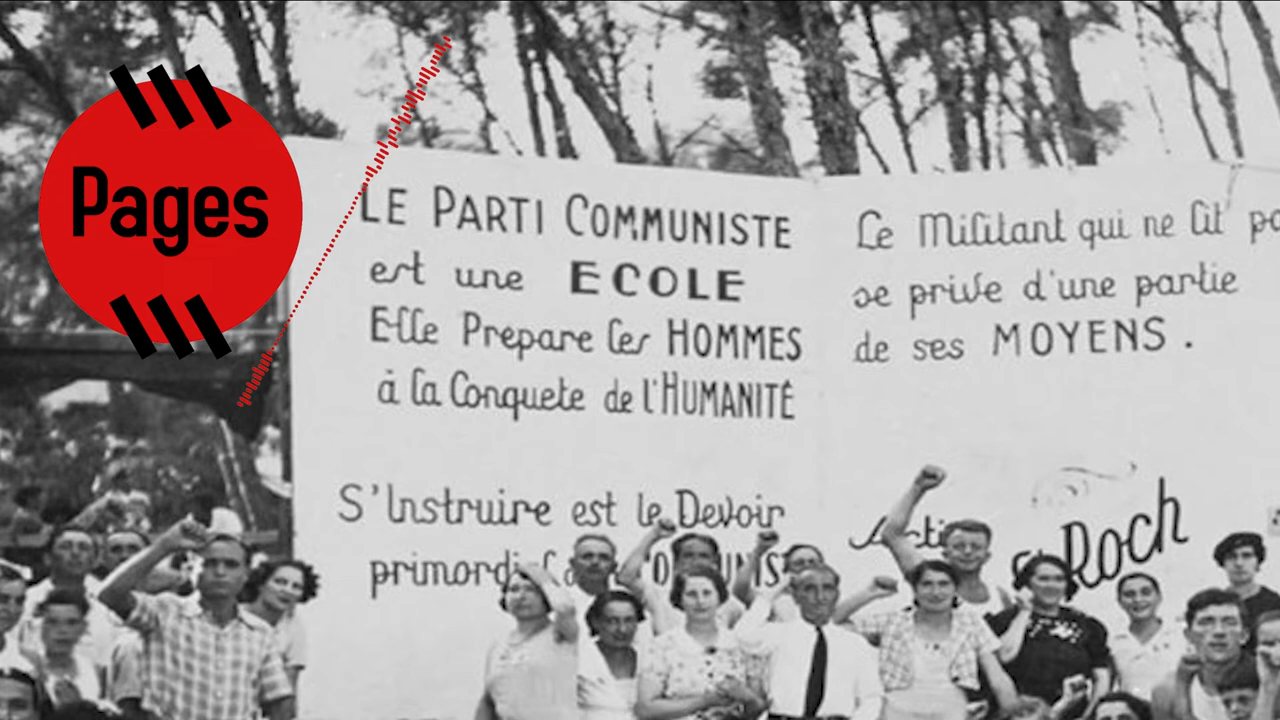 Pages
LE PARTI COMMUNISTE
est une ECOLE
Elle Prepare les HOMMES
à la Conquete de l'HUMANITÉ
S'Instruire est le Devoir
Le Militant qui ne lit
se prive d'une partie
de ses MOYENS.
Roch